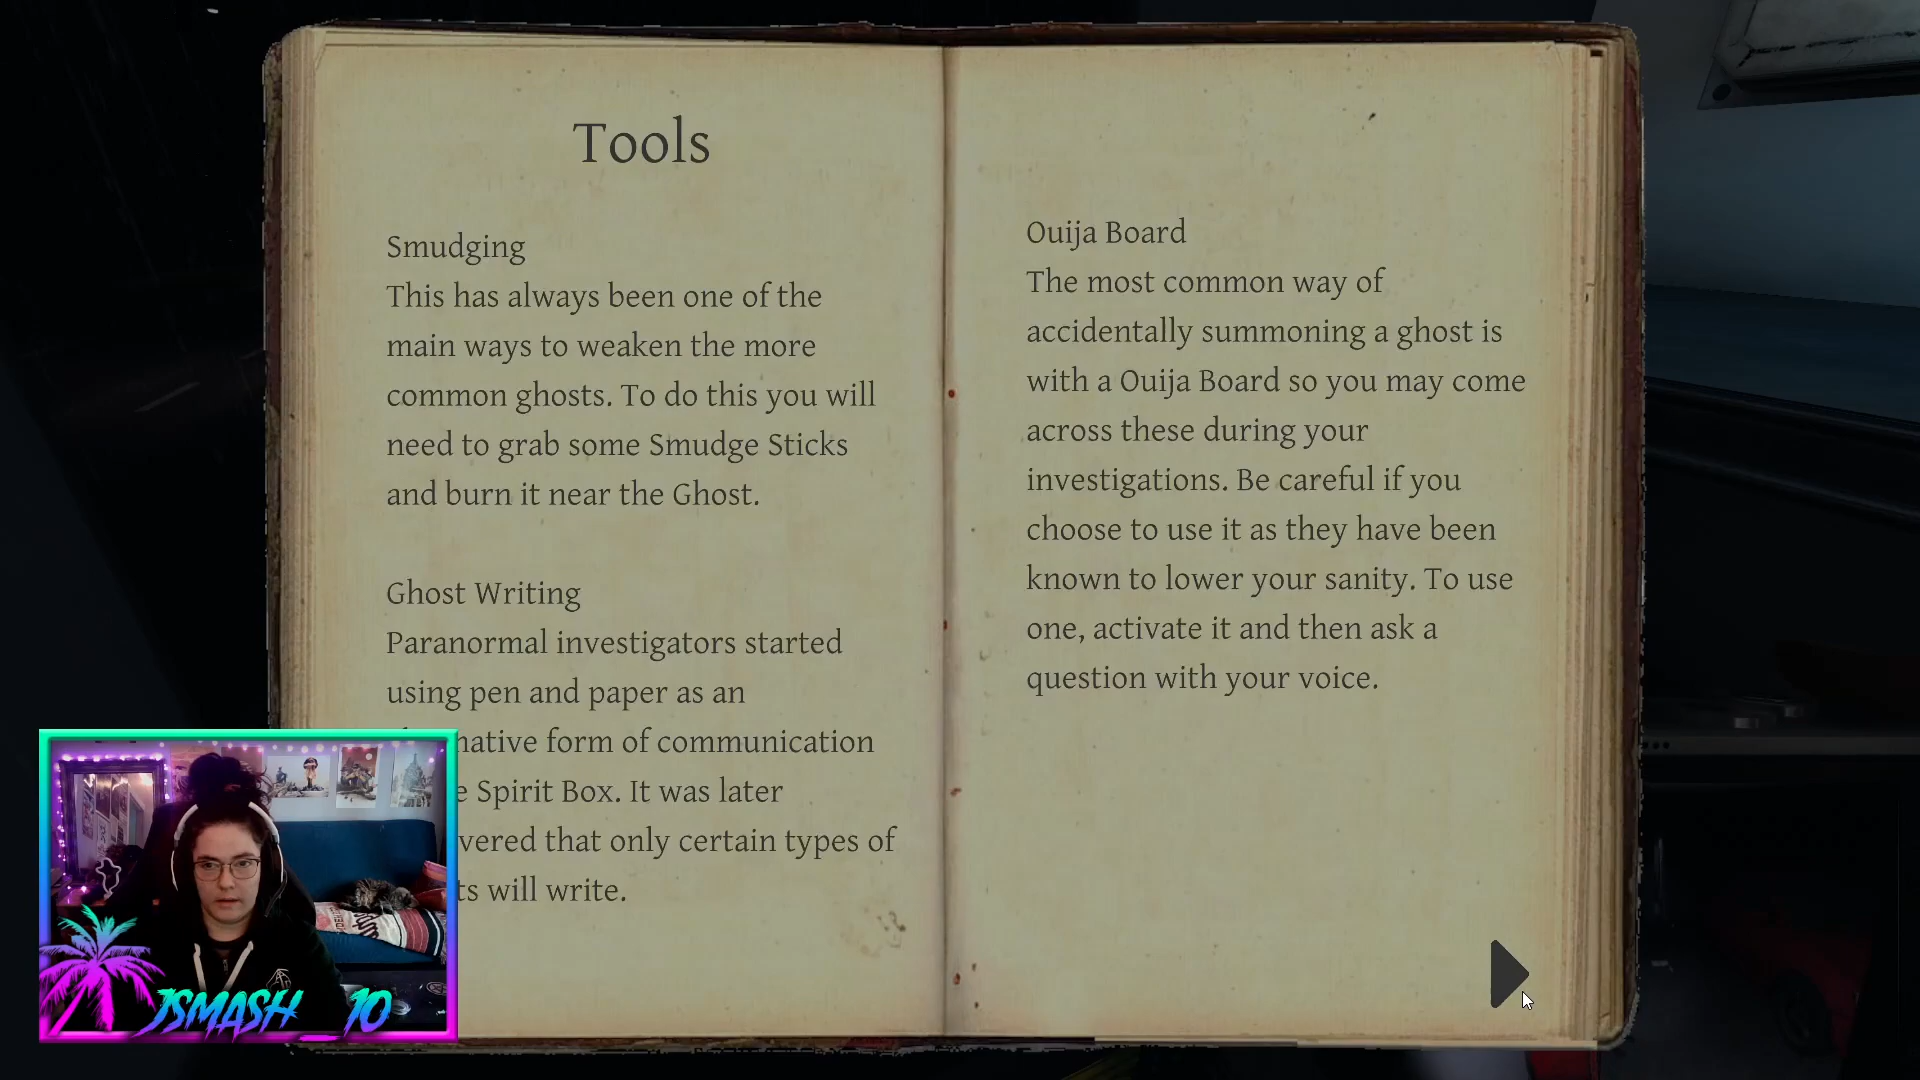 Tools
Smudging
This has always been one of the
main ways to weaken the more
common ghosts. To do this you will
need to grab some Smudge Sticks
and burn it near the Ghost.
Ghost Writing
Paranormal investigators started
using pen and paper as an
native form of communication
e Spirit Box. It was later
vered that only certain types of
ts will write.
Ouija Board
The most common way of
accidentally summoning a ghost is
with a Ouija Board so you may come
across these during your
investigations. Be careful if you
choose to use it as they have been
known to lower your sanity. To use
one, activate it and then ask a
question with your voice.
JSMASH_10